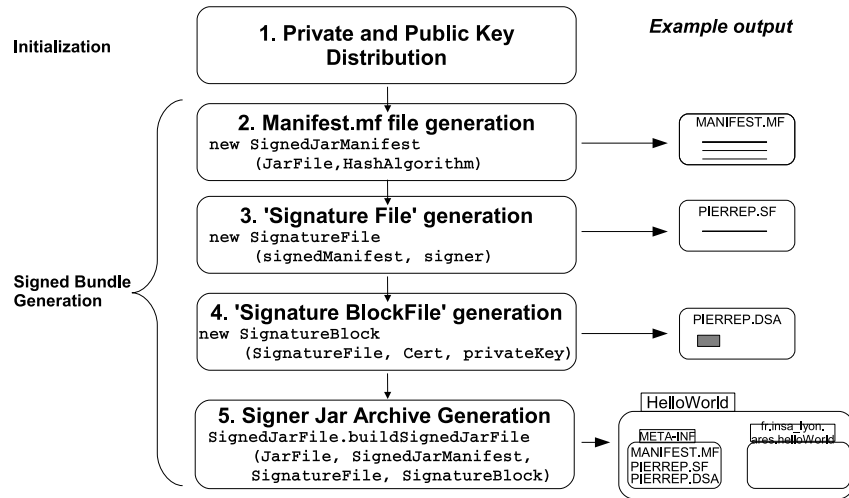 Initialization
1. Private and Public Key
Distribution
Example output
Signed Bundle
Generation
2. Manifest.mf file generation
new SignedJarManifest
(JarFile,HashAlgorithm)
MANIFEST.MF
3. 'Signature File' generation
new SignatureFile
(signedManifest, signer)
PIERREP.SF
4. 'Signature BlockFile' generation
new SignatureBlock
(SignatureFile, Cert, privateKey)
PIERREP.DSA
5. Signer Jar Archive Generation
SignedJarFile.buildSignedJarFile
(JarFile, SignedJarManifest,
SignatureFile, SignatureBlock)
HelloWorld
META-INF
MANIFEST.MF
PIERREP.SF
PIERREP.DSA
fr.insa_lyon.
ares.helloWorld